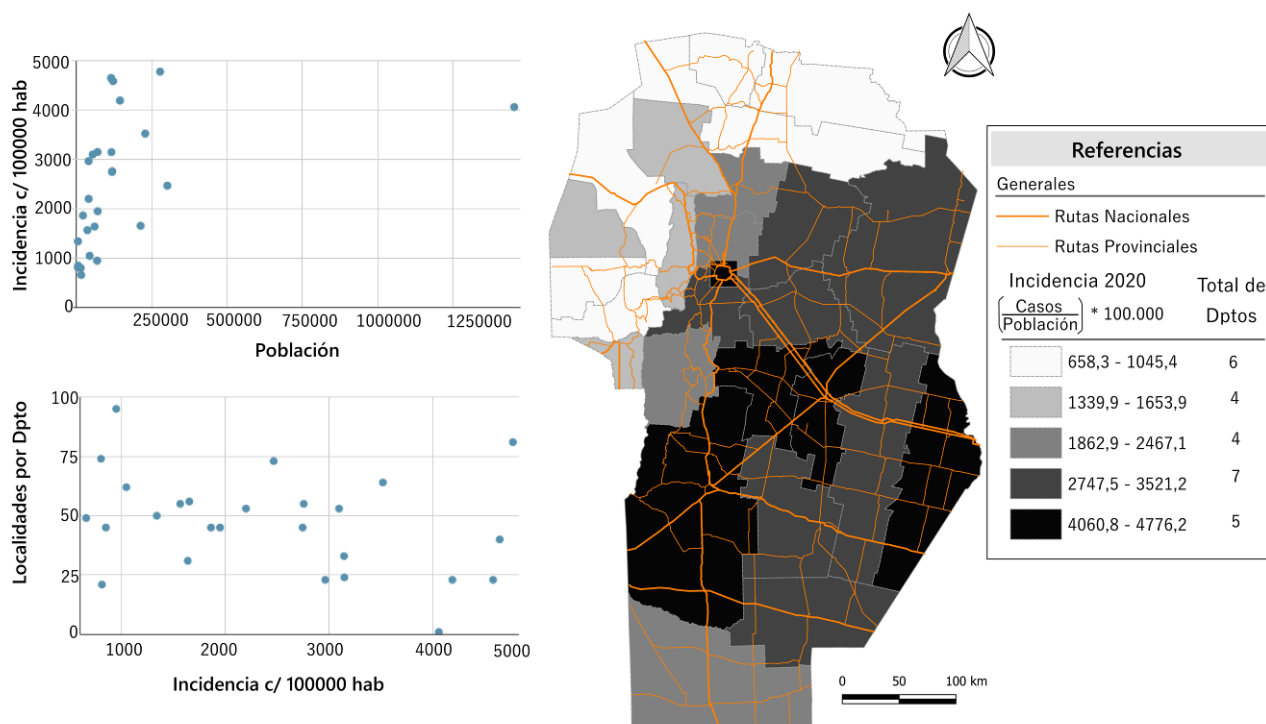 5000
4000
3000
2000
1000
0
Incidencia c/ 100000 hab
250000 500000 750000 1000000 1250000
Población
100
75
50
25
0
Localidades por Dpto
1000 2000 3000 4000 5000
Incidencia c/ 100000 hab
Referencias
Generales
Rutas Nacionales
Rutas Provinciales
Incidencia 2020
(Casos / Población) * 100.000
Total de
Dptos
658,3 - 1045,4 6
1339,9 - 1653,9 4
1862,9 - 2467,1 4
2747,5 - 3521,2 7
4060,8 - 4776,2 5
0 50 100 km